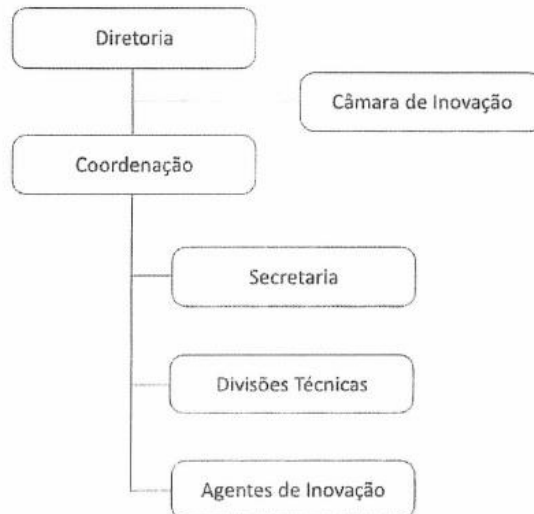 Diretoria
Câmara de Inovação
Coordenação
Secretaria
Divisões Técnicas
Agentes de Inovação